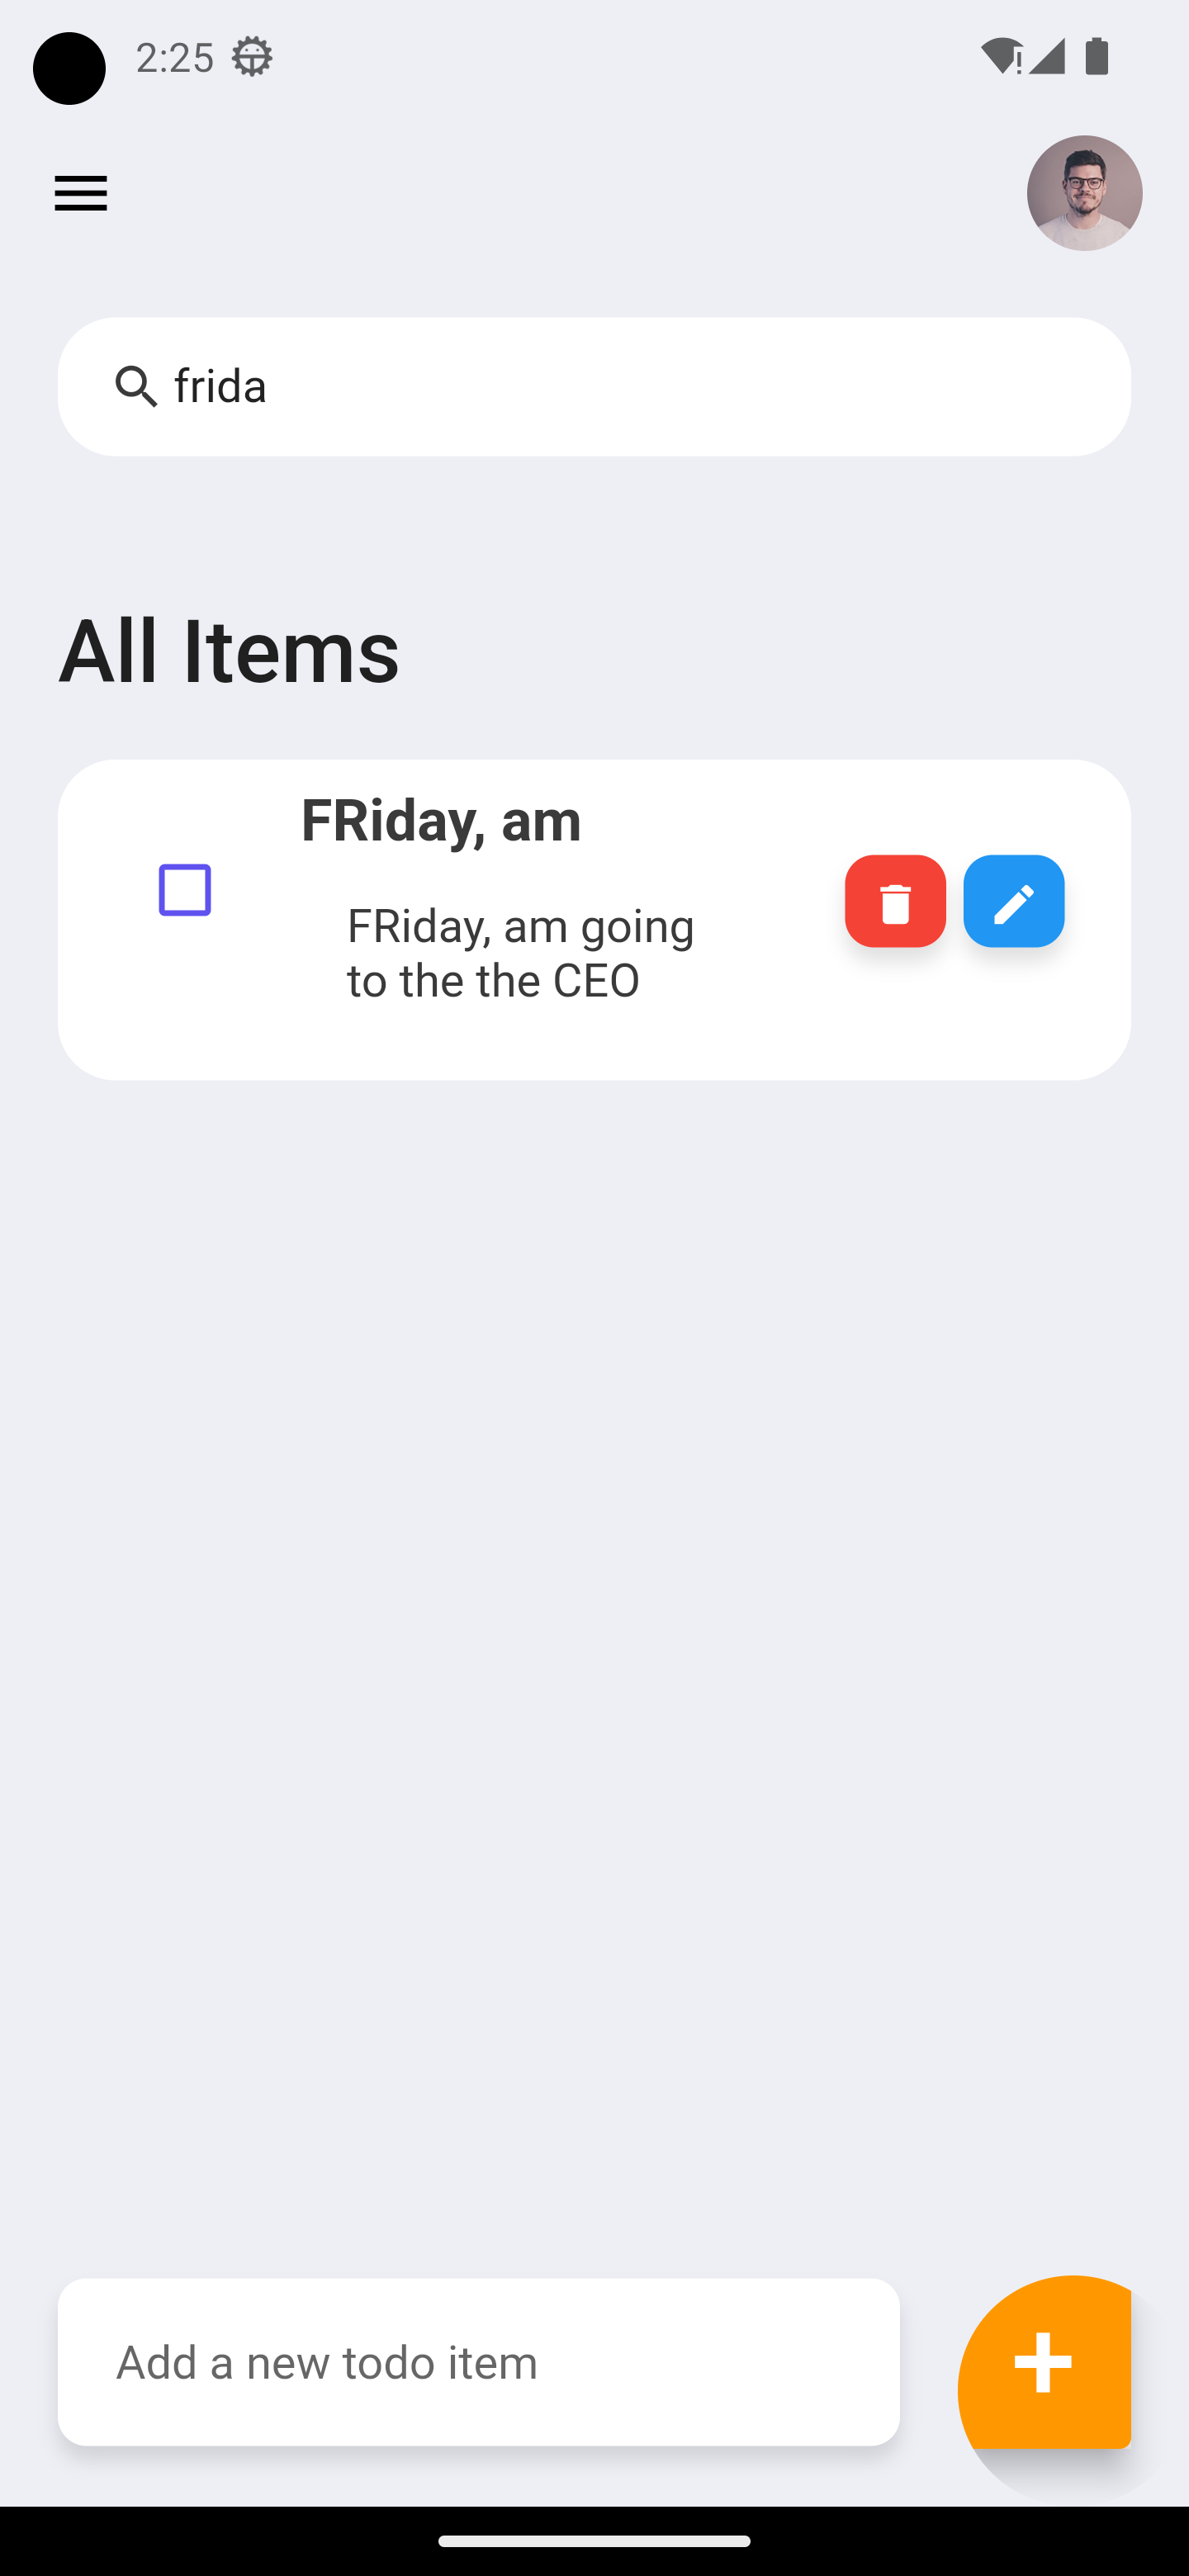 2:25
frida
All Items
FRiday, am
FRiday, am going
to the the CEO
Add a new todo item